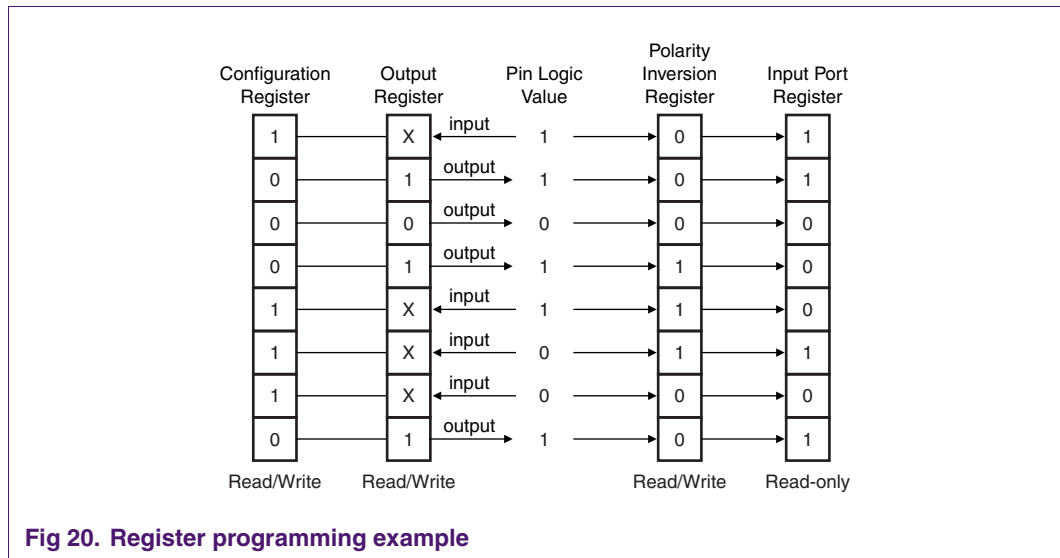 Configuration Register
Output Register
Pin Logic Value
Polarity Inversion Register
Input Port Register
1 X input 1 0 1
0 1 output 1 0 1
0 0 output 0 0 0
0 1 output 1 1 0
1 X input 1 1 0
1 X input 0 1 1
1 X input 0 0 0
0 1 output 1 0 1
Read/Write Read/Write Read/Write Read-only
Fig 20. Register programming example